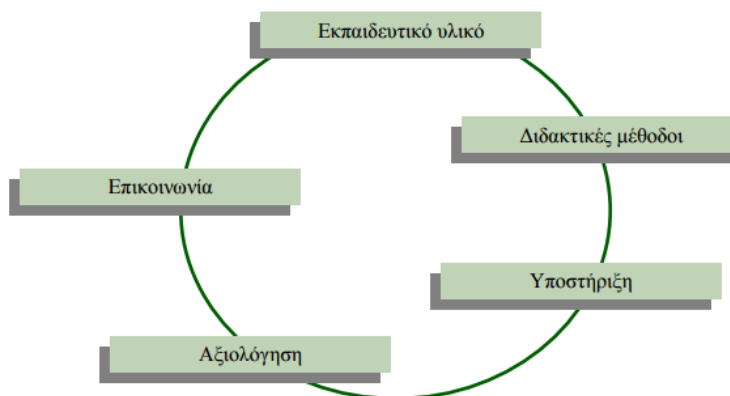 Εκπαιδευτικό υλικό
Διδακτικές μέθοδοι
Επικοινωνία
Υποστήριξη
Αξιολόγηση